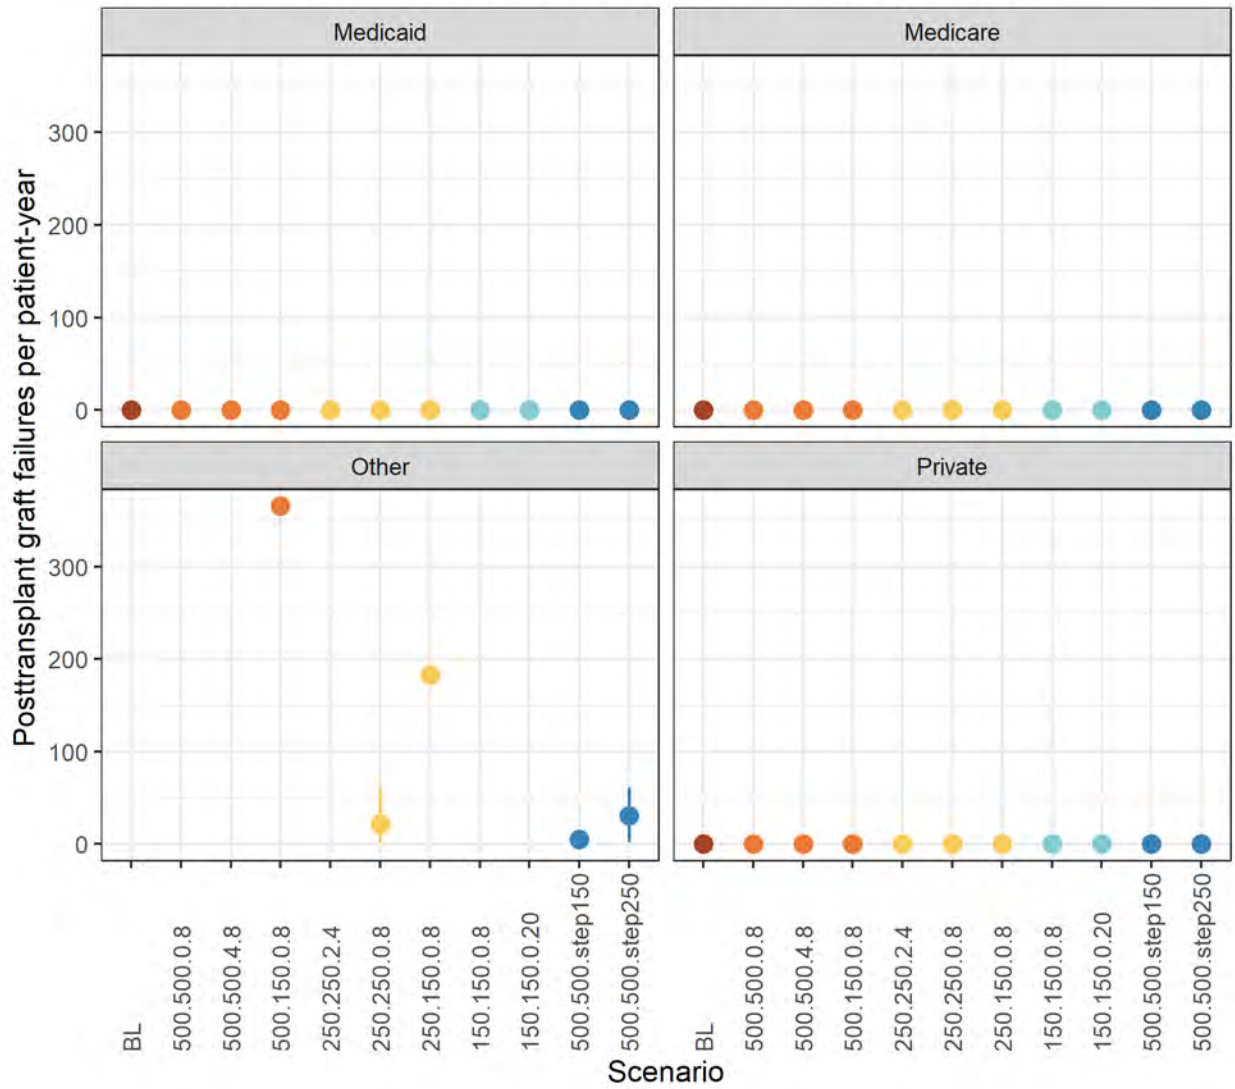 Medicaid
Medicare
Posttransplant graft failures per patient-year
300
200
100
0
Other
Private
300
200
100
0
BL
500.500.0.8
500.500.4.8
500.150.0.8
250.250.2.4
250.250.0.8
250.150.0.8
150.150.0.8
150.150.0.20
500.500.step150
500.500.step250
BL
500.500.0.8
500.500.4.8
500.150.0.8
250.250.2.4
250.250.0.8
250.150.0.8
150.150.0.8
150.150.0.20
500.500.step150
500.500.step250
Scenario